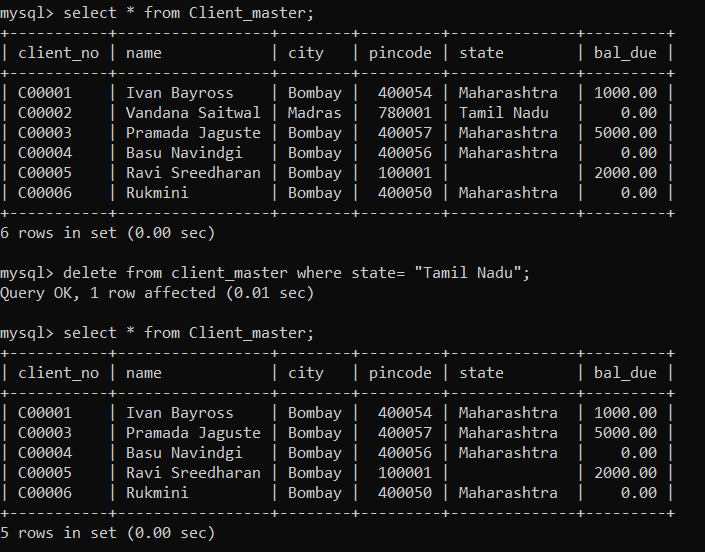 mysql> select * from Client_master;
+-----------+-----------------+--------+---------+-------------+---------+
| client_no | name            | city   | pincode | state       | bal_due |
+-----------+-----------------+--------+---------+-------------+---------+
| C00001    | Ivan Bayross    | Bombay |  400054 | Maharashtra | 1000.00 |
| C00002    | Vandana Saitwal | Madras |  780001 | Tamil Nadu  |    0.00 |
| C00003    | Pramada Jaguste | Bombay |  400057 | Maharashtra | 5000.00 |
| C00004    | Basu Navindgi   | Bombay |  400056 | Maharashtra |    0.00 |
| C00005    | Ravi Sreedharan | Bombay |  100001 |             | 2000.00 |
| C00006    | Rukmini         | Bombay |  400050 | Maharashtra |    0.00 |
+-----------+-----------------+--------+---------+-------------+---------+
6 rows in set (0.00 sec)

mysql> delete from client_master where state= "Tamil Nadu";
Query OK, 1 row affected (0.01 sec)

mysql> select * from Client_master;
+-----------+-----------------+--------+---------+-------------+---------+
| client_no | name            | city   | pincode | state       | bal_due |
+-----------+-----------------+--------+---------+-------------+---------+
| C00001    | Ivan Bayross    | Bombay |  400054 | Maharashtra | 1000.00 |
| C00003    | Pramada Jaguste | Bombay |  400057 | Maharashtra | 5000.00 |
| C00004    | Basu Navindgi   | Bombay |  400056 | Maharashtra |    0.00 |
| C00005    | Ravi Sreedharan | Bombay |  100001 |             | 2000.00 |
| C00006    | Rukmini         | Bombay |  400050 | Maharashtra |    0.00 |
+-----------+-----------------+--------+---------+-------------+---------+
5 rows in set (0.00 sec)